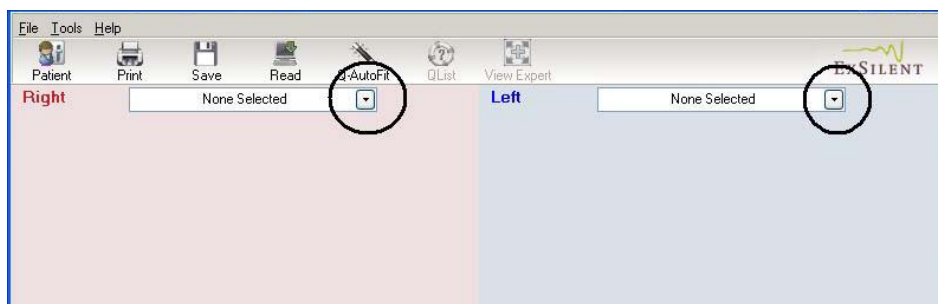 File Tools Help
Patient Print Save Read Q-AutoFit QList View Expert
EXSILENT
Right None Selected Left None Selected